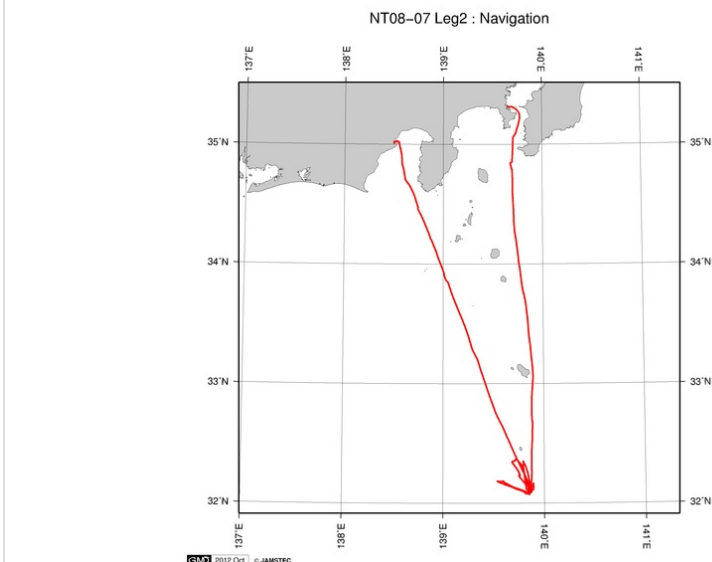 NT08–07 Leg2 : Navigation
137˚E 138˚E 139˚E 140˚E 141˚E
35˚N 35˚N
34˚N 34˚N
33˚N 33˚N
32˚N 32˚N
137˚E 138˚E 139˚E 140˚E 141˚E
GMD 2012 Oct © JAMSTEC